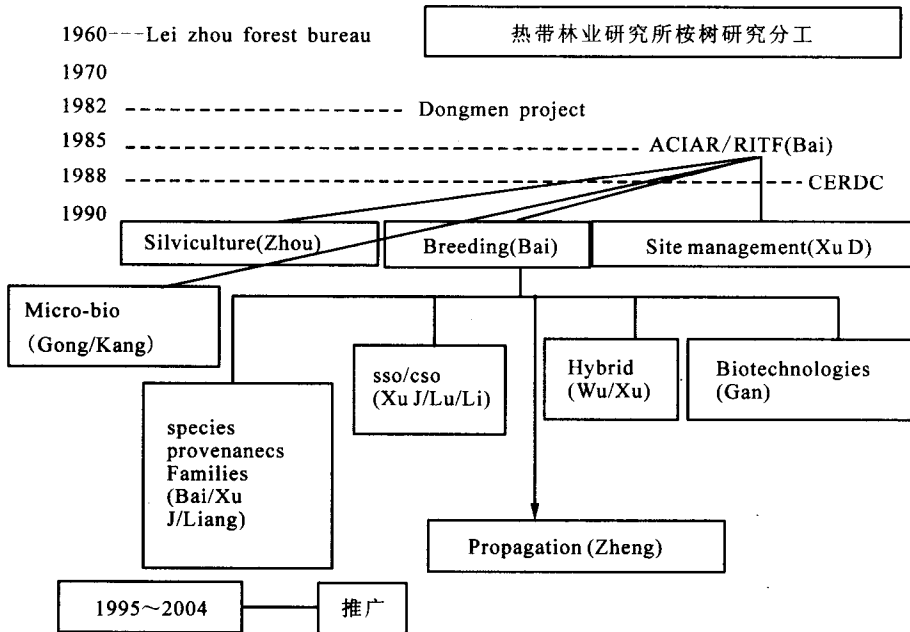 1960---Lei zhou forest bureau
热带林业研究所桉树研究分工
1970
1982 Dongmen project
1985 ACIAR/RITF(Bai)
1988 CERDC
1990
Silviculture(Zhou)
Breeding(Bai)
Site management(Xu D)
Micro-bio
(Gong/Kang)
sso/cso
(Xu J/Lu/Li)
Hybrid
(Wu/Xu)
Biotechnologies
(Gan)
species
provenanecs
Families
(Bai/Xu
J/Liang)
Propagation (Zheng)
1995～2004
推广